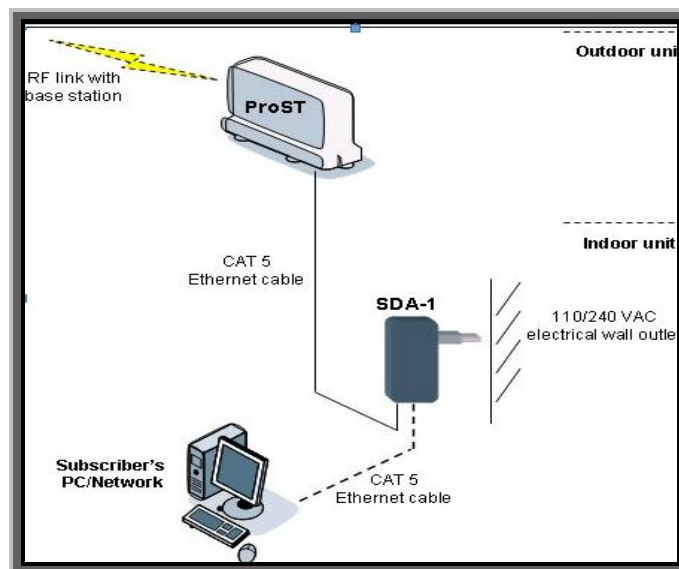 Outdoor uni
RF link with
base station
ProST
Indoor unit
CAT 5
Ethernet cable
SDA-1
110/240 VAC
electrical wall outlet
Subscriber's
PC/Network
CAT 5
Ethernet cable